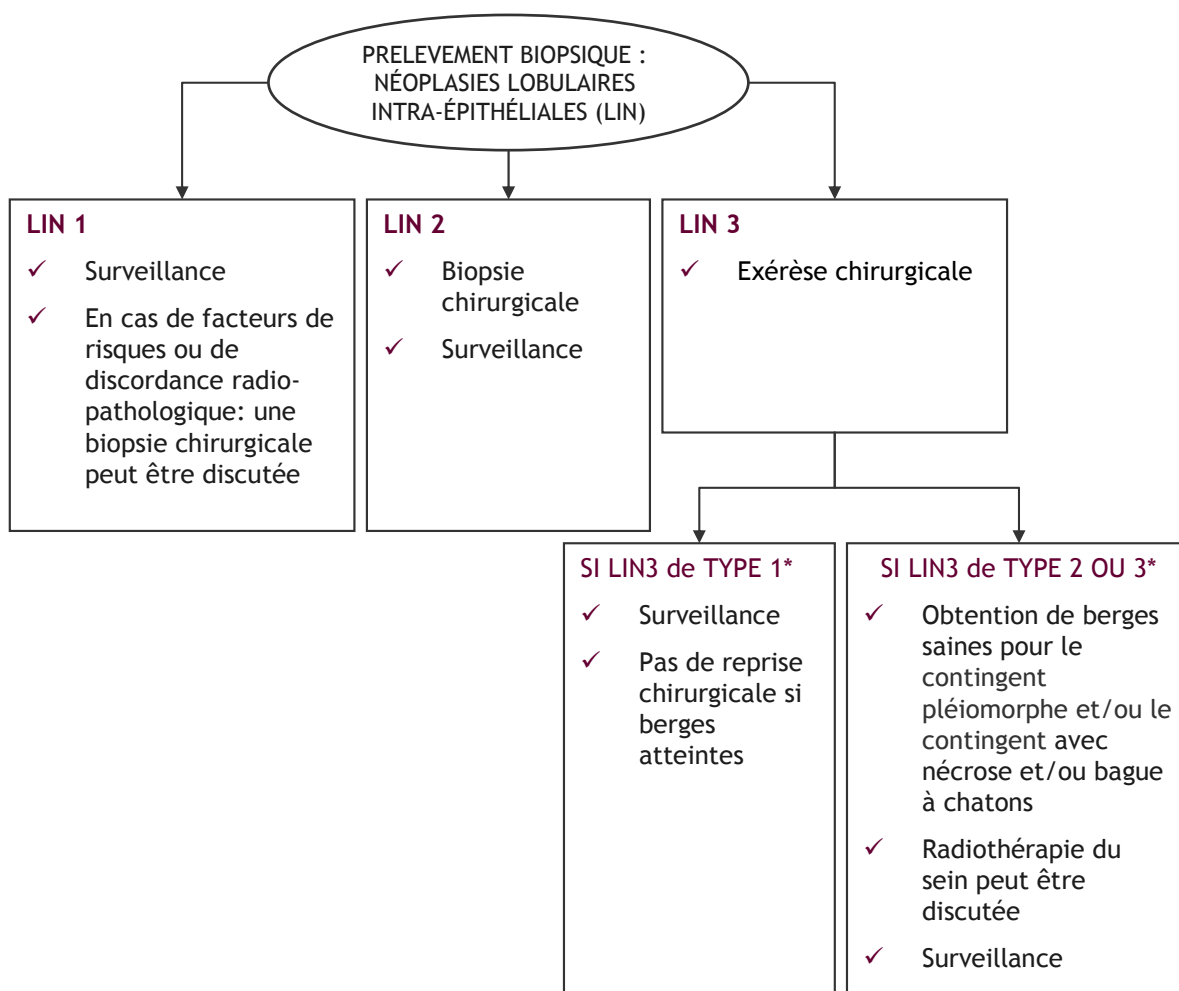 PRELEVEMENT BIOPSIQUE :
NÉOPLASIES LOBULAIRES
INTRA-ÉPITHÉLIALES (LIN)
LIN 1
✓ Surveillance
✓ En cas de facteurs de
risques ou de
discordance radio-
pathologique: une
biopsie chirurgicale
peut être discutée
LIN 2
✓ Biopsie
chirurgicale
✓ Surveillance
LIN 3
✓ Exérèse chirurgicale
SI LIN3 de TYPE 1*
✓ Surveillance
✓ Pas de reprise
chirurgicale si
berges
atteintes
SI LIN3 de TYPE 2 OU 3*
✓ Obtention de berges
saines pour le
contingent
pléiomorphe et/ou le
contingent avec
nécrose et/ou bague
à chatons
✓ Radiothérapie du
sein peut être
discutée
✓ Surveillance